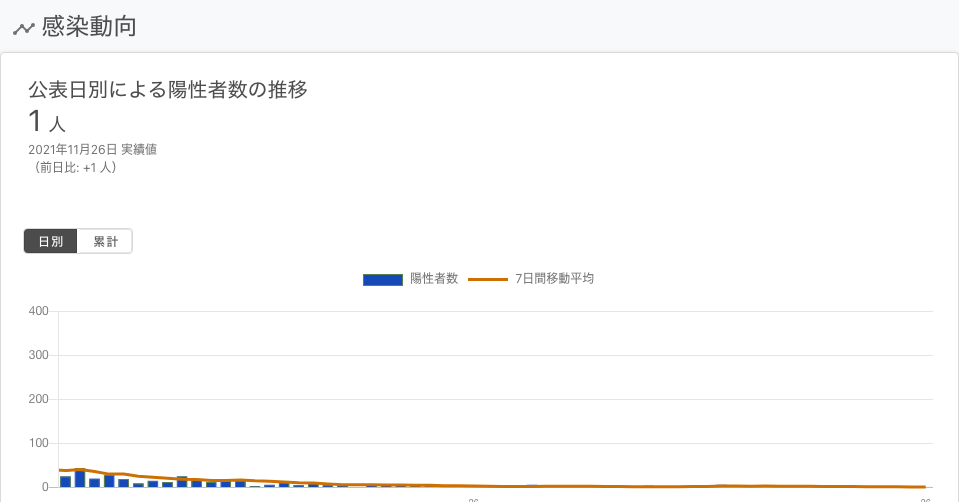 感染動向
公表日別による陽性者数の推移
1 人
2021年11月26日 実績値
（前日比: +1 人）
日別 累計
陽性者数 7日間移動平均
400
300
200
100
0